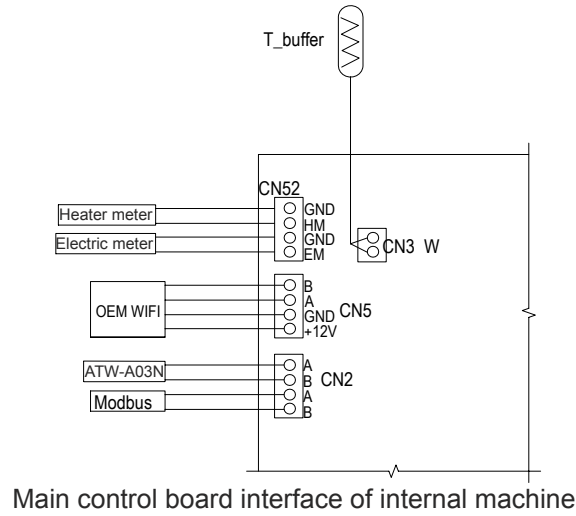 T_buffer
CN52
Heater meter
GND
HM
Electric meter
GND
EM
CN3 W
OEM WIFI
B
A
GND
+12V
CN5
ATW-A03N
A
B
CN2
Modbus
A
B
Main control board interface of internal machine